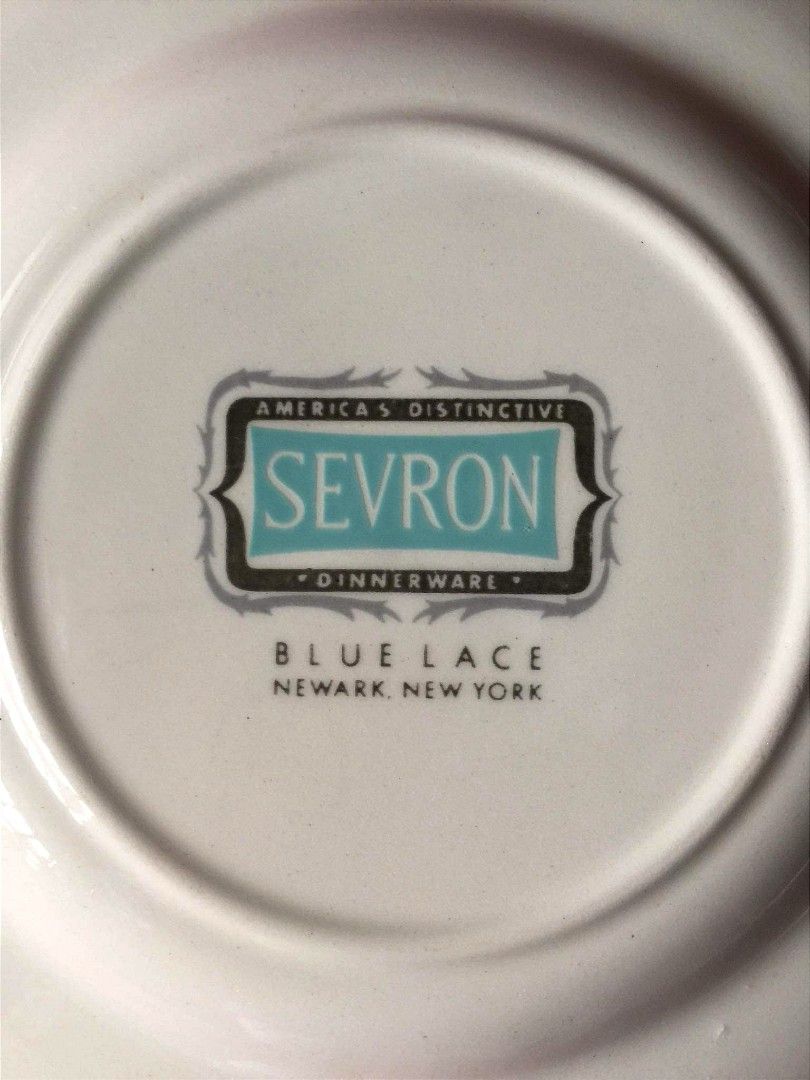 AMERICA'S DISTINCTIVE
SEVRON
• DINNERWARE •
BLUE LACE
NEWARK, NEW YORK